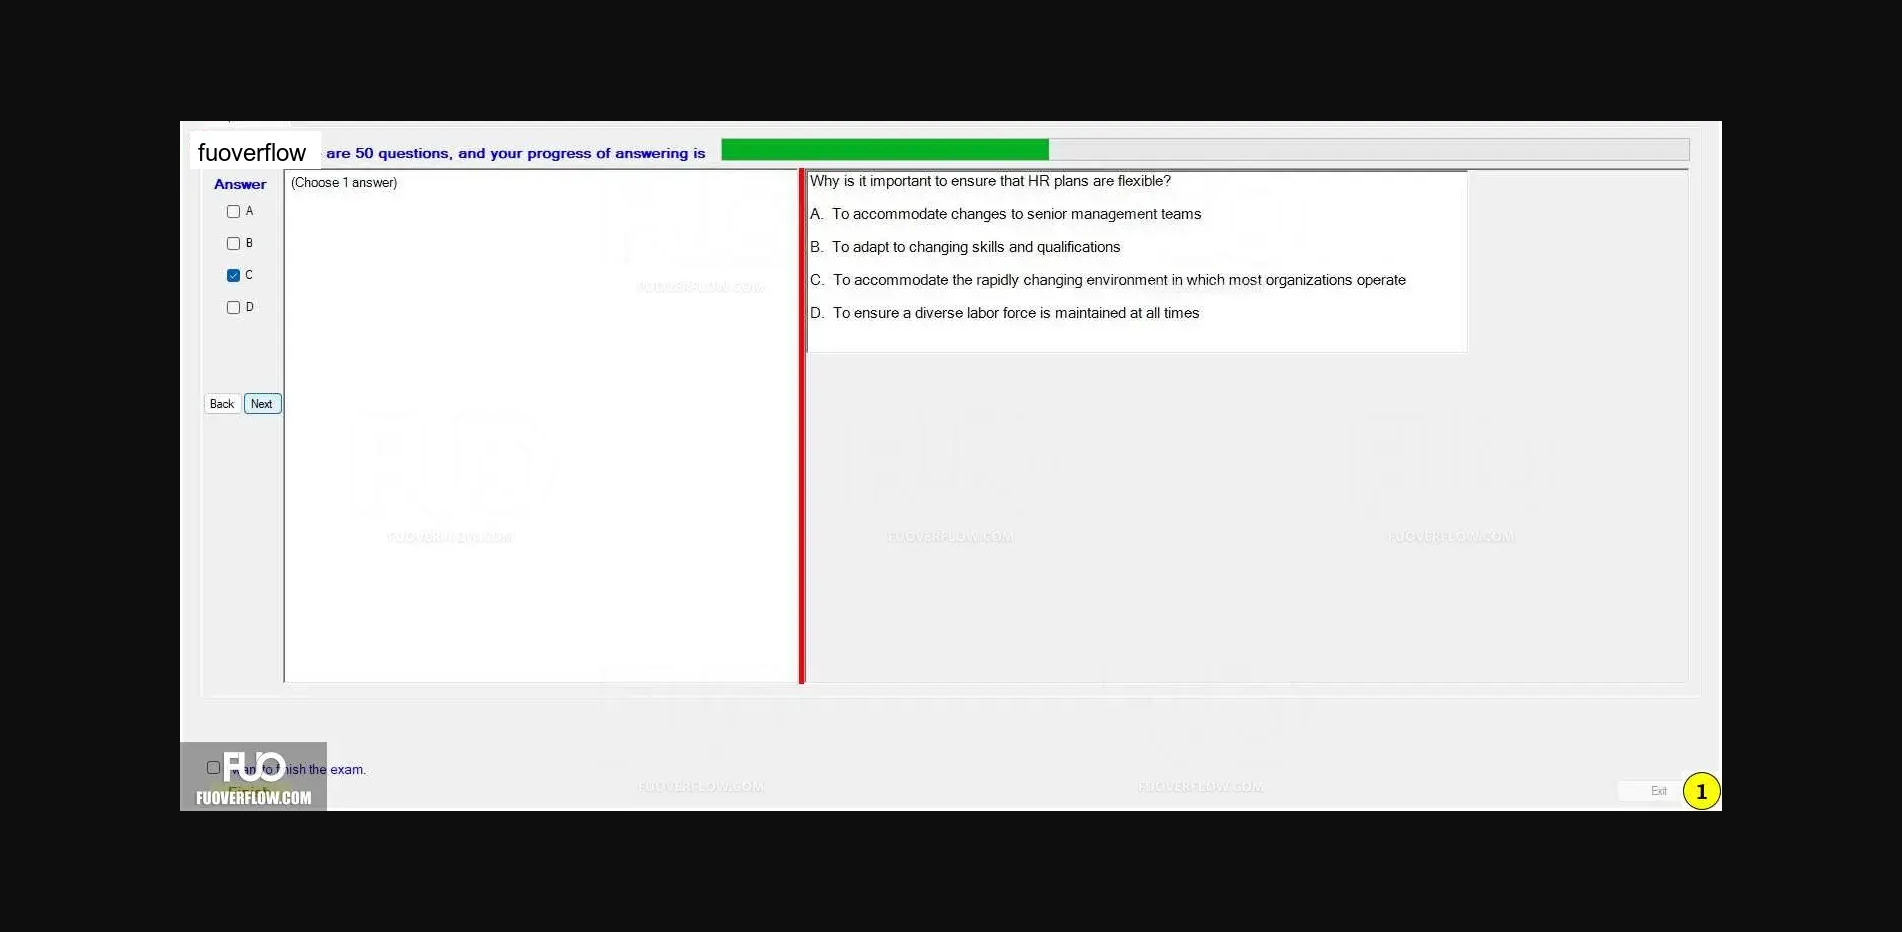 fuoverflow are 50 questions, and your progress of answering is
Answer
A
B
C
D
Back Next
(Choose 1 answer)
Why is it important to ensure that HR plans are flexible?
A. To accommodate changes to senior management teams
B. To adapt to changing skills and qualifications
C. To accommodate the rapidly changing environment in which most organizations operate
D. To ensure a diverse labor force is maintained at all times
FUOVERFLOW.COM
FUOVERFLOW.COM FUOVERFLOW.COM FUOVERFLOW.COM
FUO
want to finish the exam.
Finish
FUOVERFLOW.COM
FUOVERFLOW.COM FUOVERFLOW.COM
Exit
1